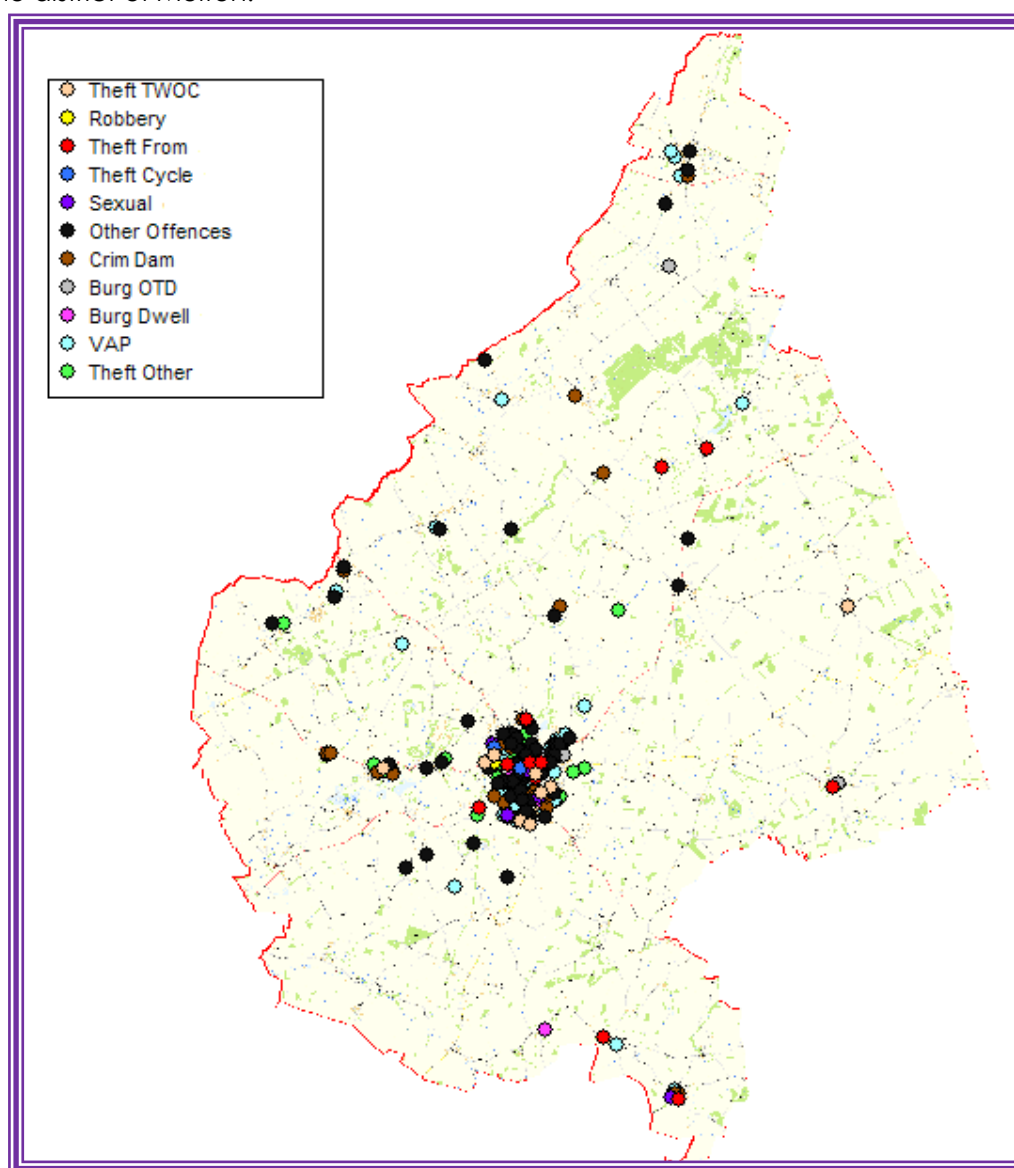 Theft TWOC
Robbery
Theft From
Theft Cycle
Sexual
Other Offences
Crim Dam
Burg OTD
Burg Dwell
VAP
Theft Other